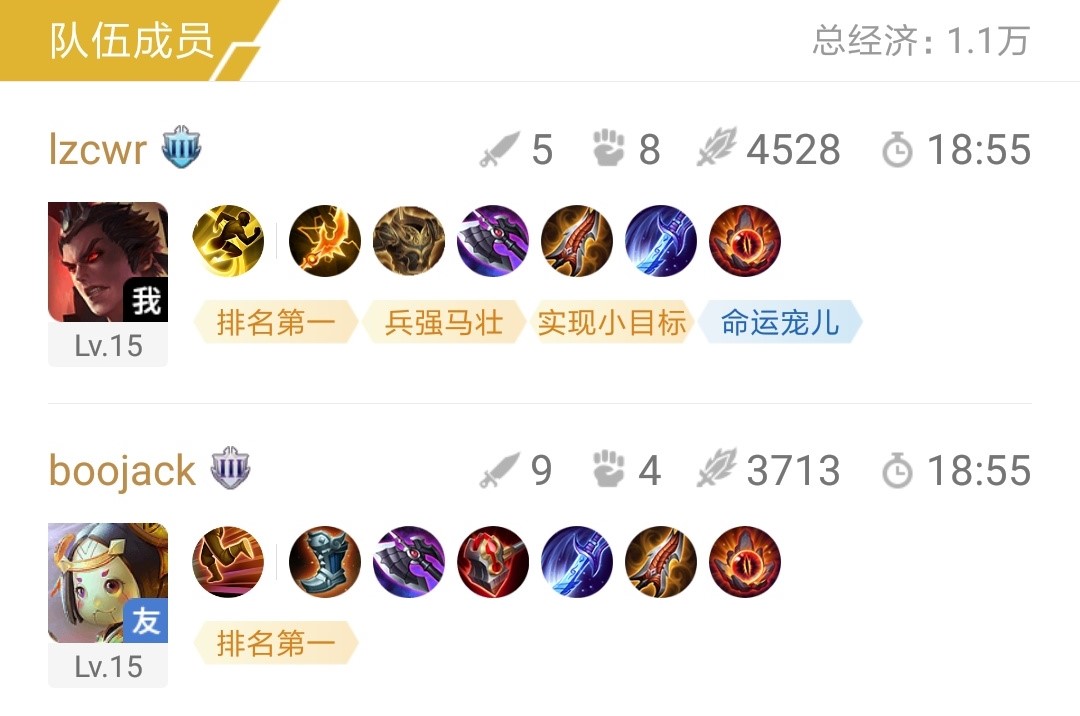 队伍成员 总经济：1.1万
lzcwr III 5 8 4528 18:55
我
Lv.15
排名第一 兵强马壮 实现小目标 命运宠儿
boojack III 9 4 3713 18:55
友
Lv.15
排名第一